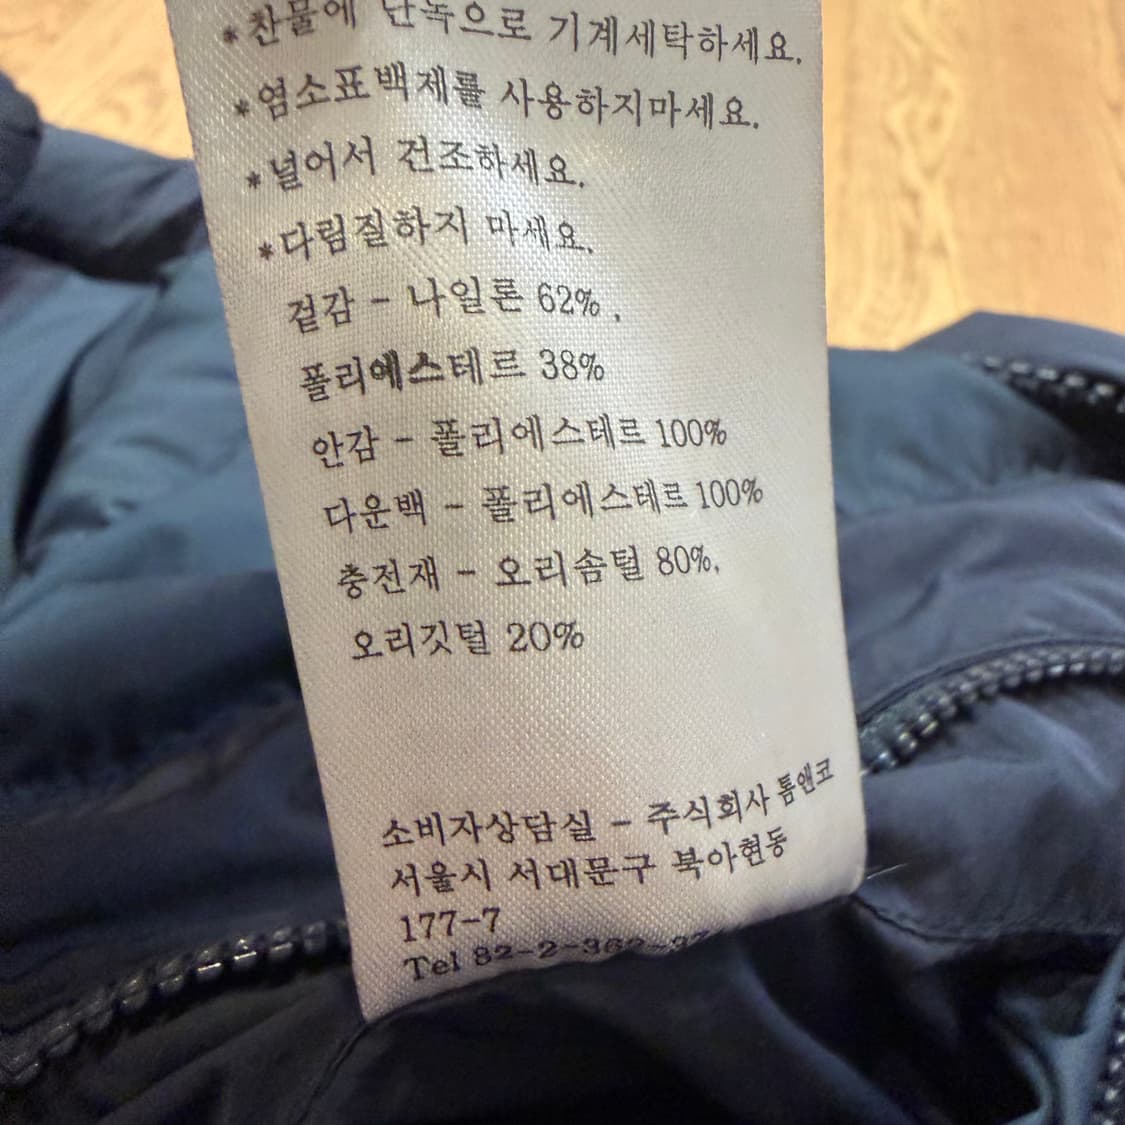 *찬물에 단독으로 기계세탁하세요.
*염소표백제를 사용하지마세요.
*널어서 건조하세요.
*다림질하지 마세요.
겉감 - 나일론 62%,
폴리에스테르 38%
안감 - 폴리에스테르 100%
다운백 - 폴리에스테르 100%
충전재 - 오리솜털 80%,
오리깃털 20%
소비자상담실 - 주식회사 톰앤코
서울시 서대문구 북아현동
177-7
Tel 82-2-362-